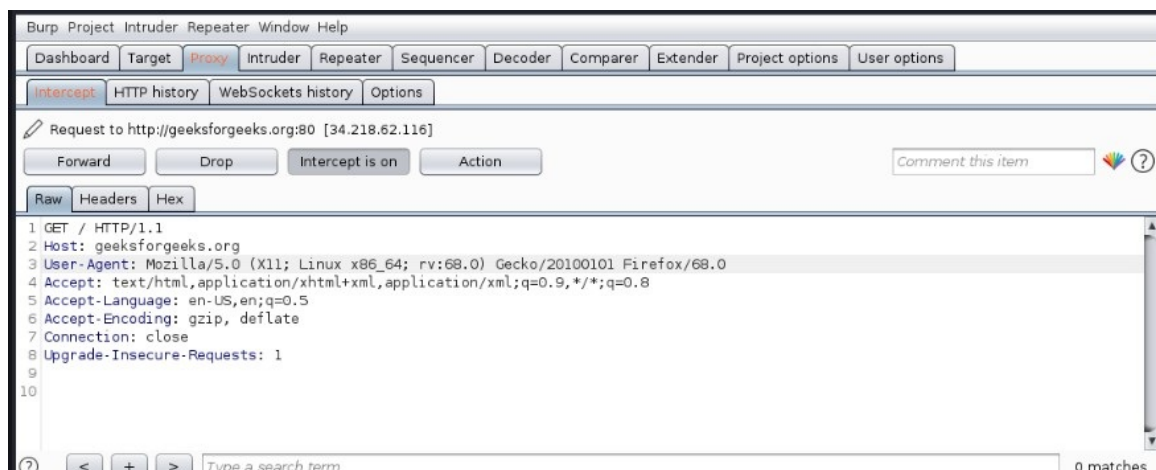 Burp Project Intruder Repeater Window Help
Dashboard Target Proxy Intruder Repeater Sequencer Decoder Comparer Extender Project options User options
Intercept HTTP history WebSockets history Options
Request to http://geeksforgeeks.org:80 [34.218.62.116]
Forward Drop Intercept is on Action Comment this item ?
Raw Headers Hex
1 GET / HTTP/1.1
2 Host: geeksforgeeks.org
3 User-Agent: Mozilla/5.0 (X11; Linux x86_64; rv:68.0) Gecko/20100101 Firefox/68.0
4 Accept: text/html,application/xhtml+xml,application/xml;q=0.9,*/*;q=0.8
5 Accept-Language: en-US,en;q=0.5
6 Accept-Encoding: gzip, deflate
7 Connection: close
8 Upgrade-Insecure-Requests: 1
9
10
? < + > Type a search term 0 matches